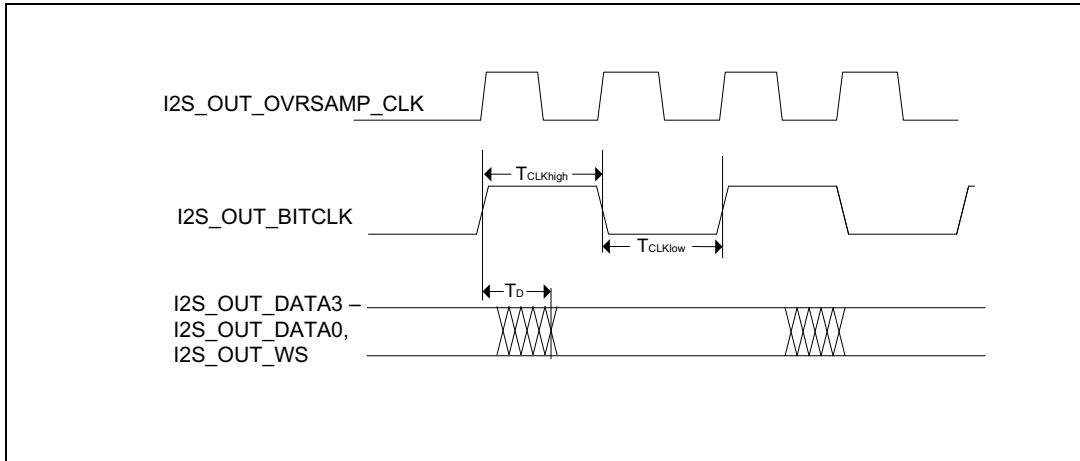 I2S_OUT_OVRSAMP_CLK
TCLKhigh
I2S_OUT_BITCLK
TCLKlow
TD
I2S_OUT_DATA3 –
I2S_OUT_DATA0,
I2S_OUT_WS